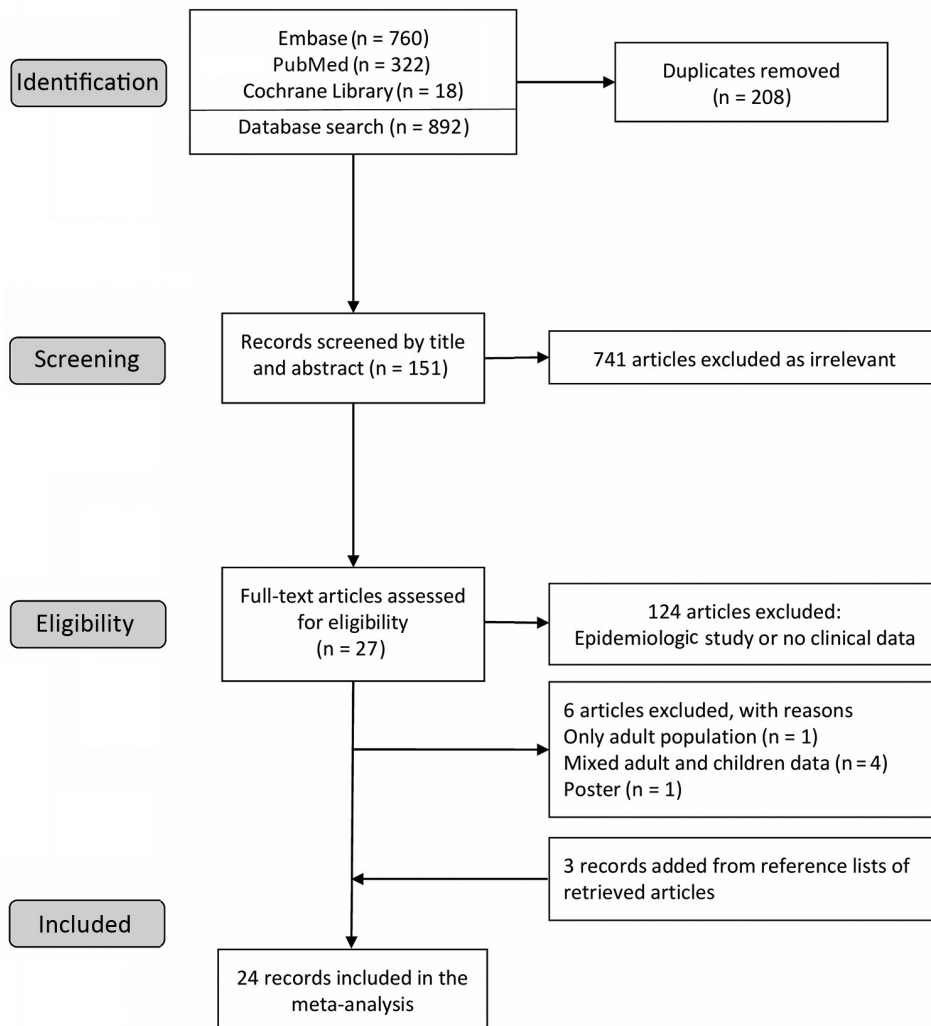 Identification
Embase (n = 760)
PubMed (n = 322)
Cochrane Library (n = 18)
Database search (n = 892)
Duplicates removed
(n = 208)
Screening
Records screened by title
and abstract (n = 151)
741 articles excluded as irrelevant
Eligibility
Full-text articles assessed
for eligibility
(n = 27)
124 articles excluded:
Epidemiologic study or no clinical data
6 articles excluded, with reasons
Only adult population (n = 1)
Mixed adult and children data (n = 4)
Poster (n = 1)
3 records added from reference lists of
retrieved articles
Included
24 records included in the
meta-analysis